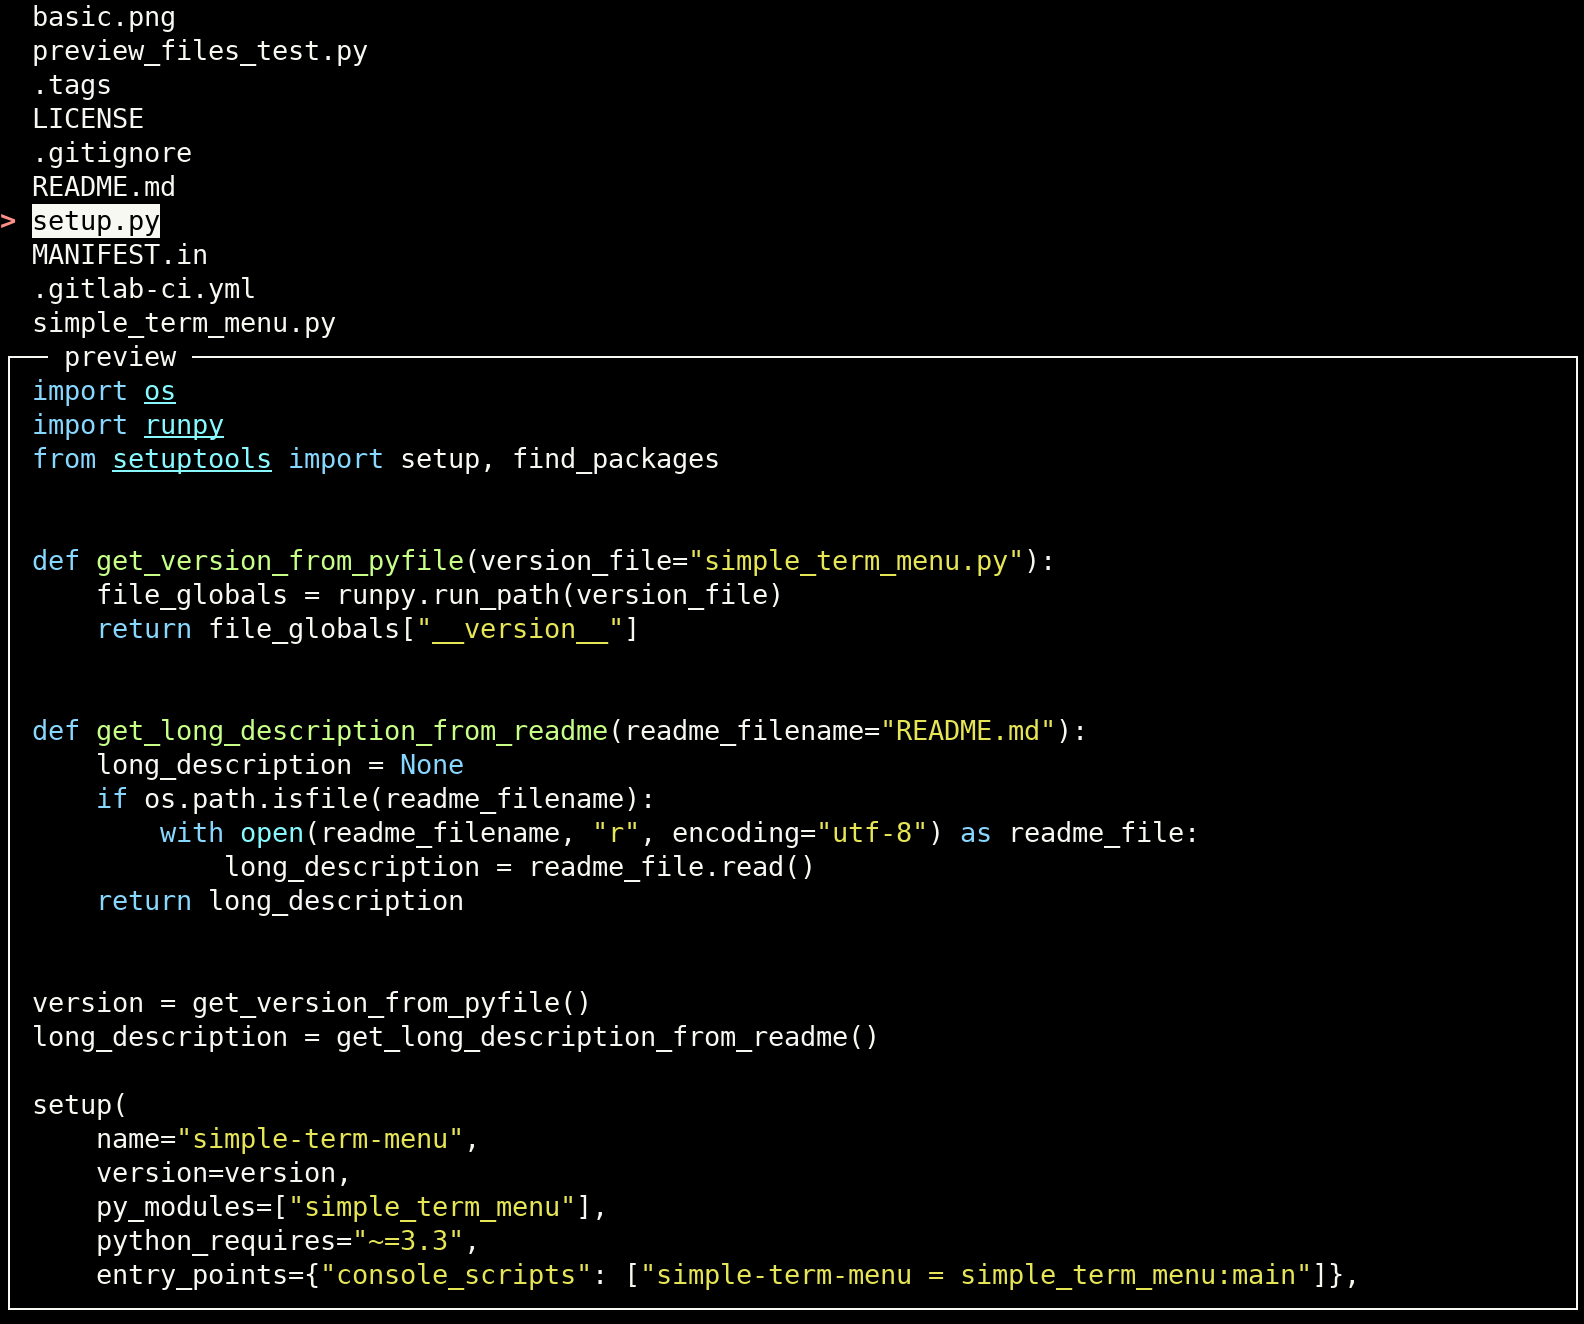 basic.png
preview_files_test.py
.tags
LICENSE
.gitignore
README.md
> setup.py
MANIFEST.in
.gitlab-ci.yml
simple_term_menu.py
preview
import os
import runpy
from setuptools import setup, find_packages
def get_version_from_pyfile(version_file="simple_term_menu.py"):
    file_globals = runpy.run_path(version_file)
    return file_globals["__version__"]
def get_long_description_from_readme(readme_filename="README.md"):
    long_description = None
    if os.path.isfile(readme_filename):
        with open(readme_filename, "r", encoding="utf-8") as readme_file:
            long_description = readme_file.read()
    return long_description
version = get_version_from_pyfile()
long_description = get_long_description_from_readme()
setup(
    name="simple-term-menu",
    version=version,
    py_modules=["simple_term_menu"],
    python_requires="~=3.3",
    entry_points={"console_scripts": ["simple-term-menu = simple_term_menu:main"]},